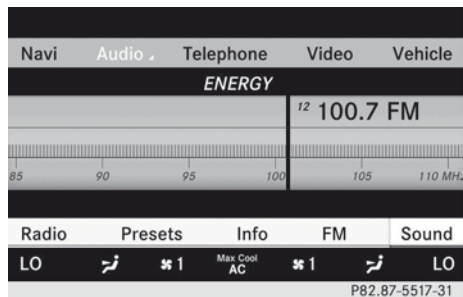 Navi Audio Telephone Video Vehicle
ENERGY
12 100.7 FM
85 90 95 100 105 110 MHz
Radio Presets Info FM Sound
LO 1 Max Cool AC 1 LO
P82.87-5517-31